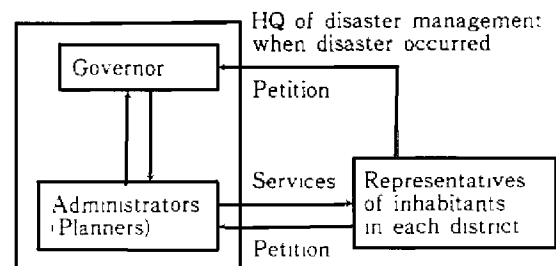 HQ of disaster management
when disaster occurred
Governor
Petition
Services
Administrators
(Planners)
Representatives
of inhabitants
in each district
Petition